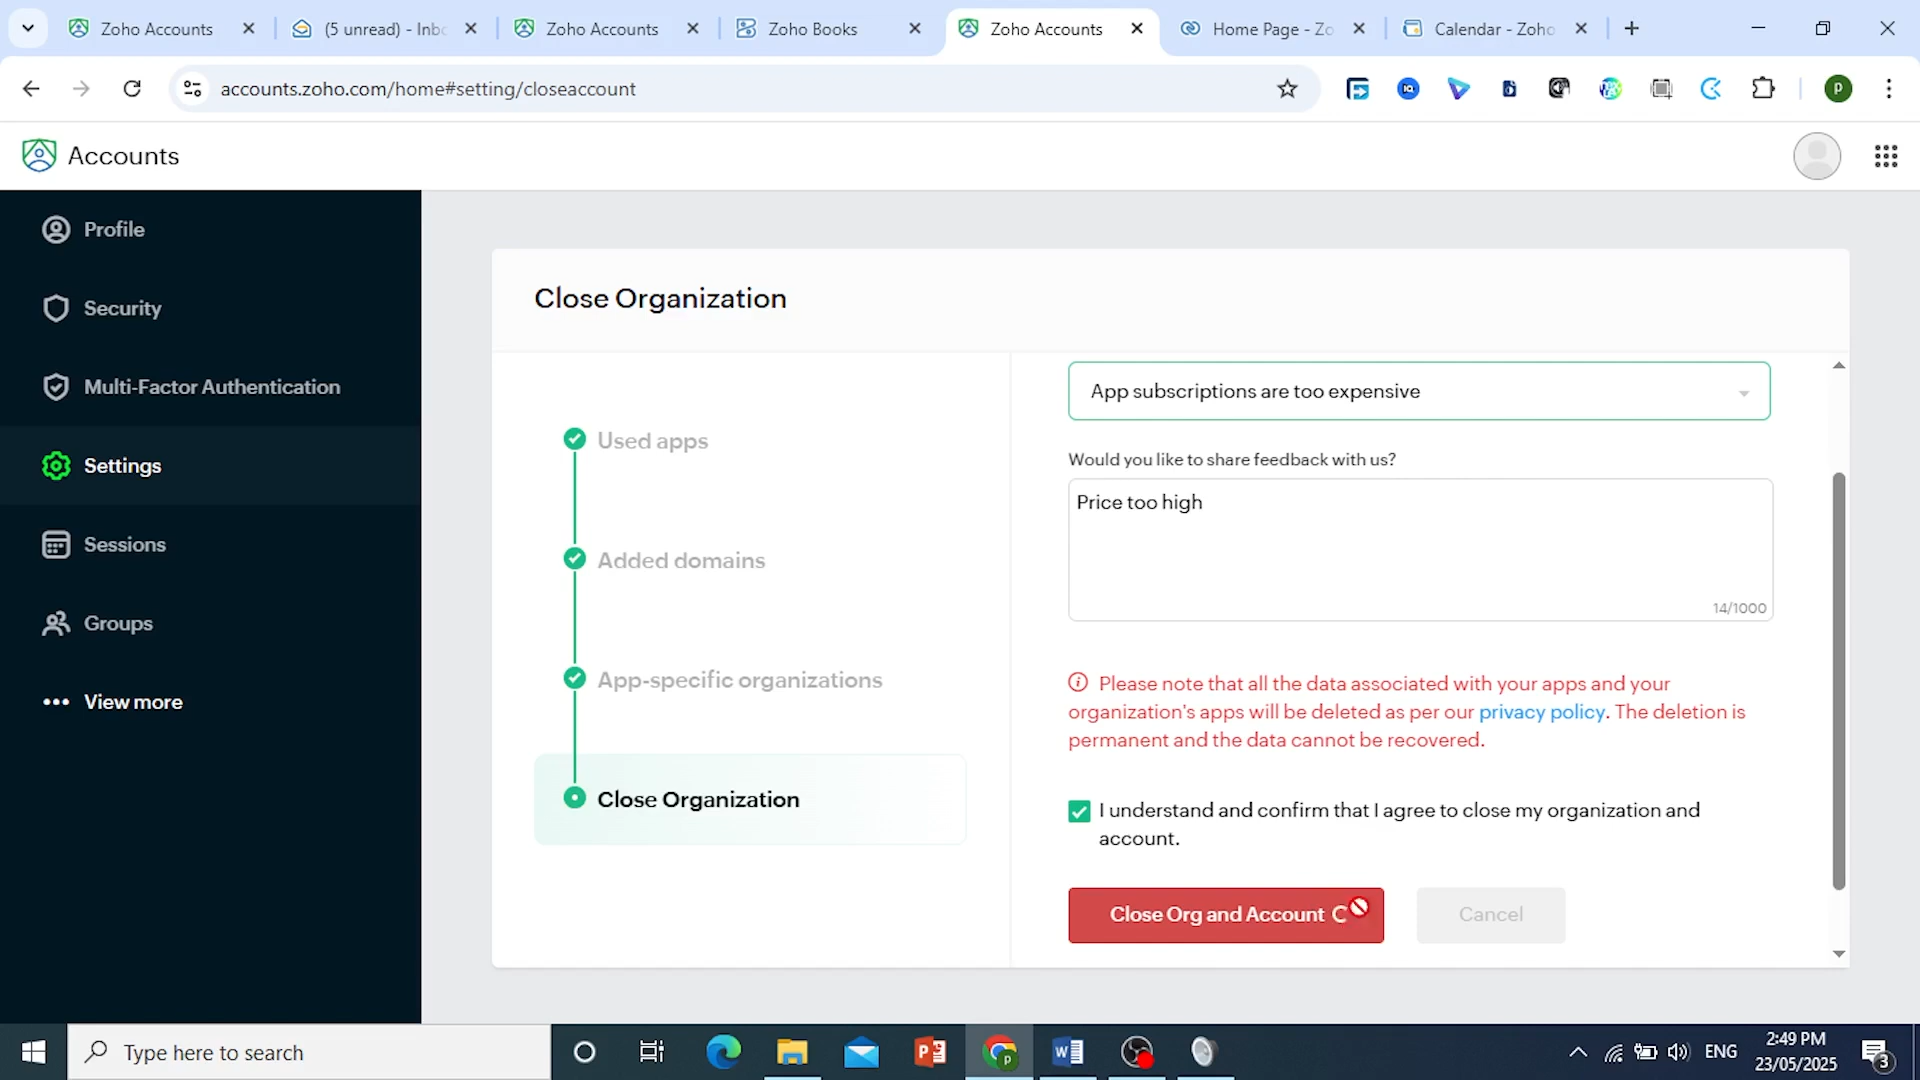 Zoho Accounts
(5 unread) - Inbo
Zoho Accounts
Zoho Books
Zoho Accounts
Home Page - Zo
Calendar - Zoho
accounts.zoho.com/home#setting/closeaccount
P
Accounts
Profile
Security
Multi-Factor Authentication
Settings
Sessions
Groups
View more
Close Organization
Used apps
Added domains
App-specific organizations
Close Organization
App subscriptions are too expensive
Would you like to share feedback with us?
Price too high
14/1000
Please note that all the data associated with your apps and your
organization's apps will be deleted as per our privacy policy. The deletion is
permanent and the data cannot be recovered.
I understand and confirm that I agree to close my organization and
account.
Close Org and Account
Cancel
Type here to search
ENG
2:49 PM
23/05/2025
3